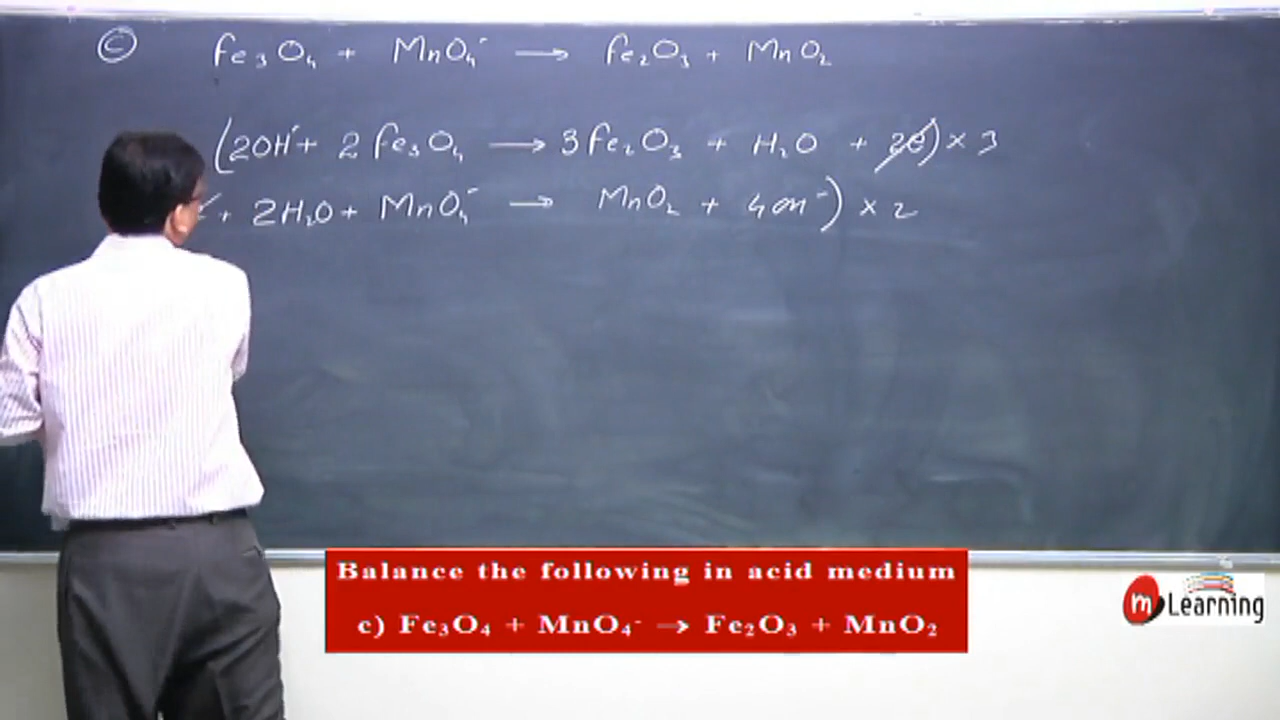 Ⓒ Fe₃O₄ + MnO₄⁻ → Fe₂O₃ + MnO₂
(2OH⁻ + 2Fe₃O₄ → 3Fe₂O₃ + H₂O + 2e) × 3
+ 2H₂O + MnO₄⁻ → MnO₂ + 4OH⁻) × 2
Balance the following in acid medium
c) Fe₃O₄ + MnO₄⁻ → Fe₂O₃ + MnO₂
m Learning